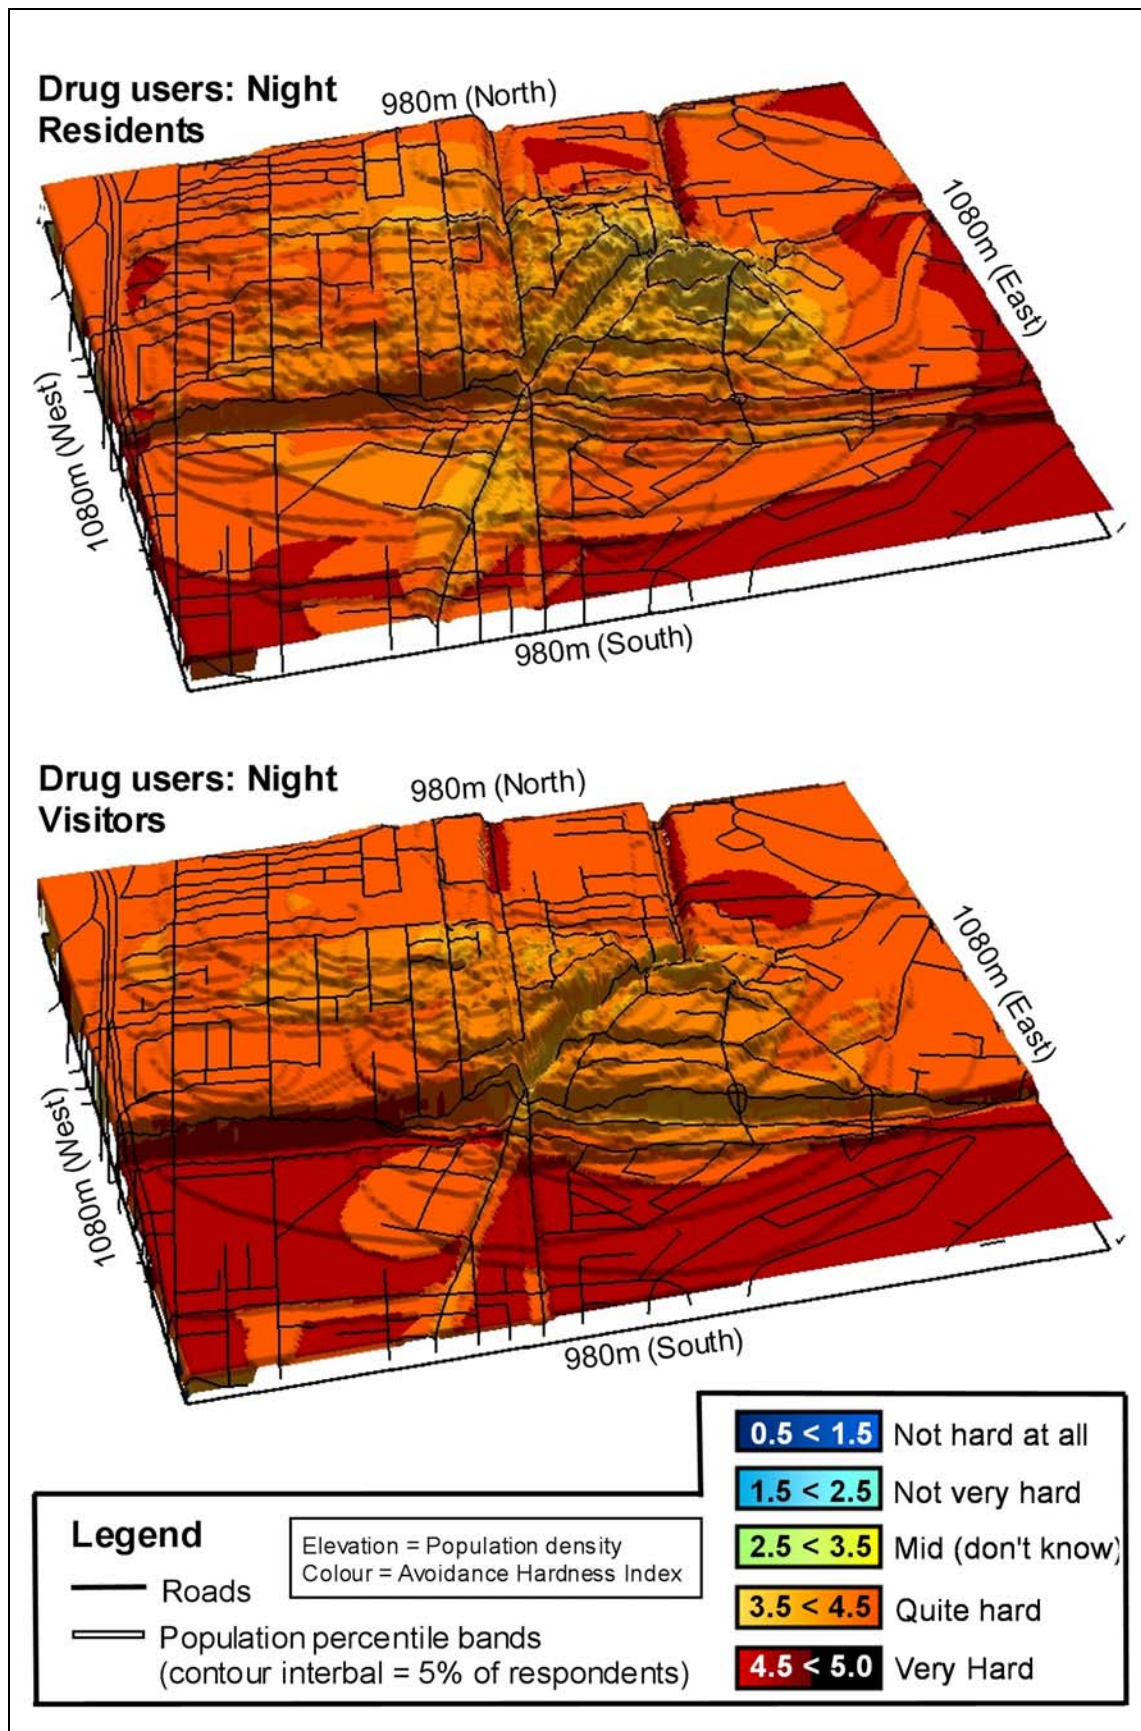 Drug users: Night
Residents
980m (North)
1080m (East)
1080m (West)
980m (South)
Drug users: Night
Visitors
980m (North)
1080m (East)
1080m (West)
980m (South)
Legend
Roads
Population percentile bands
(contour interbal = 5% of respondents)
Elevation = Population density
Colour = Avoidance Hardness Index
0.5 < 1.5 Not hard at all
1.5 < 2.5 Not very hard
2.5 < 3.5 Mid (don't know)
3.5 < 4.5 Quite hard
4.5 < 5.0 Very Hard